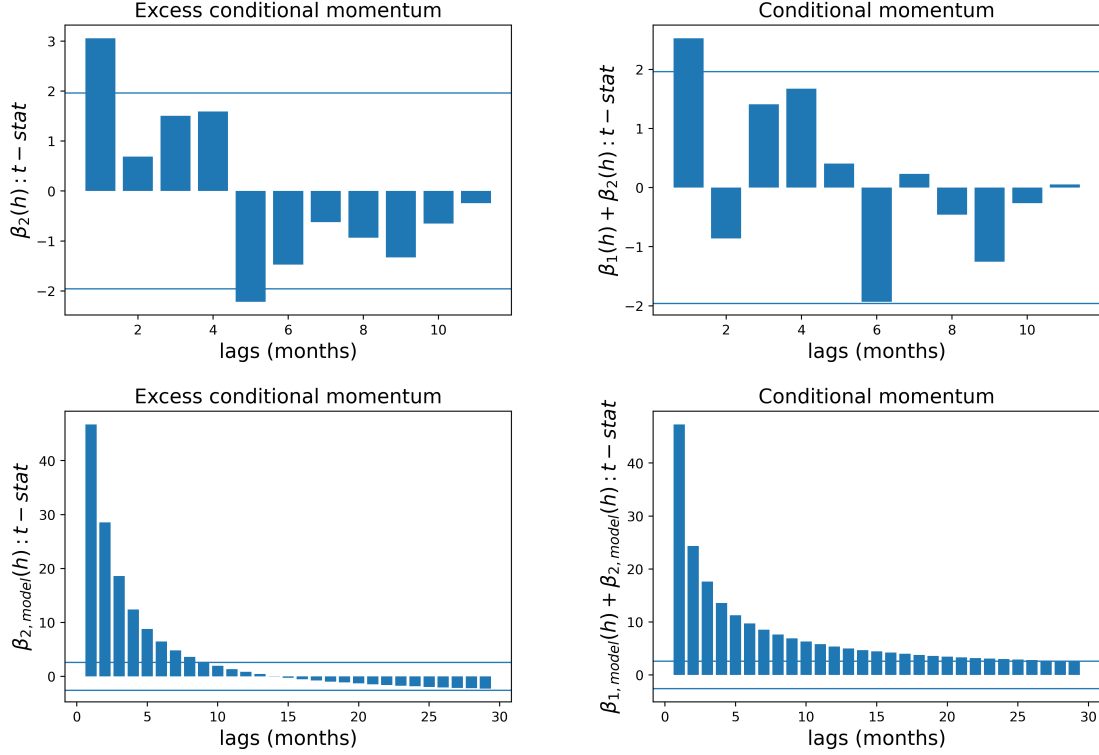 Excess conditional momentum
β₂(h) : t − stat
3
2
1
0
−1
−2
2 4 6 8 10
lags (months)
Conditional momentum
β₁(h) + β₂(h) : t − stat
2
1
0
−1
−2
2 4 6 8 10
lags (months)
Excess conditional momentum
β₂,model(h) : t − stat
40
30
20
10
0
0 5 10 15 20 25 30
lags (months)
Conditional momentum
β₁,model(h) + β₂,model(h) : t − stat
40
30
20
10
0
0 5 10 15 20 25 30
lags (months)